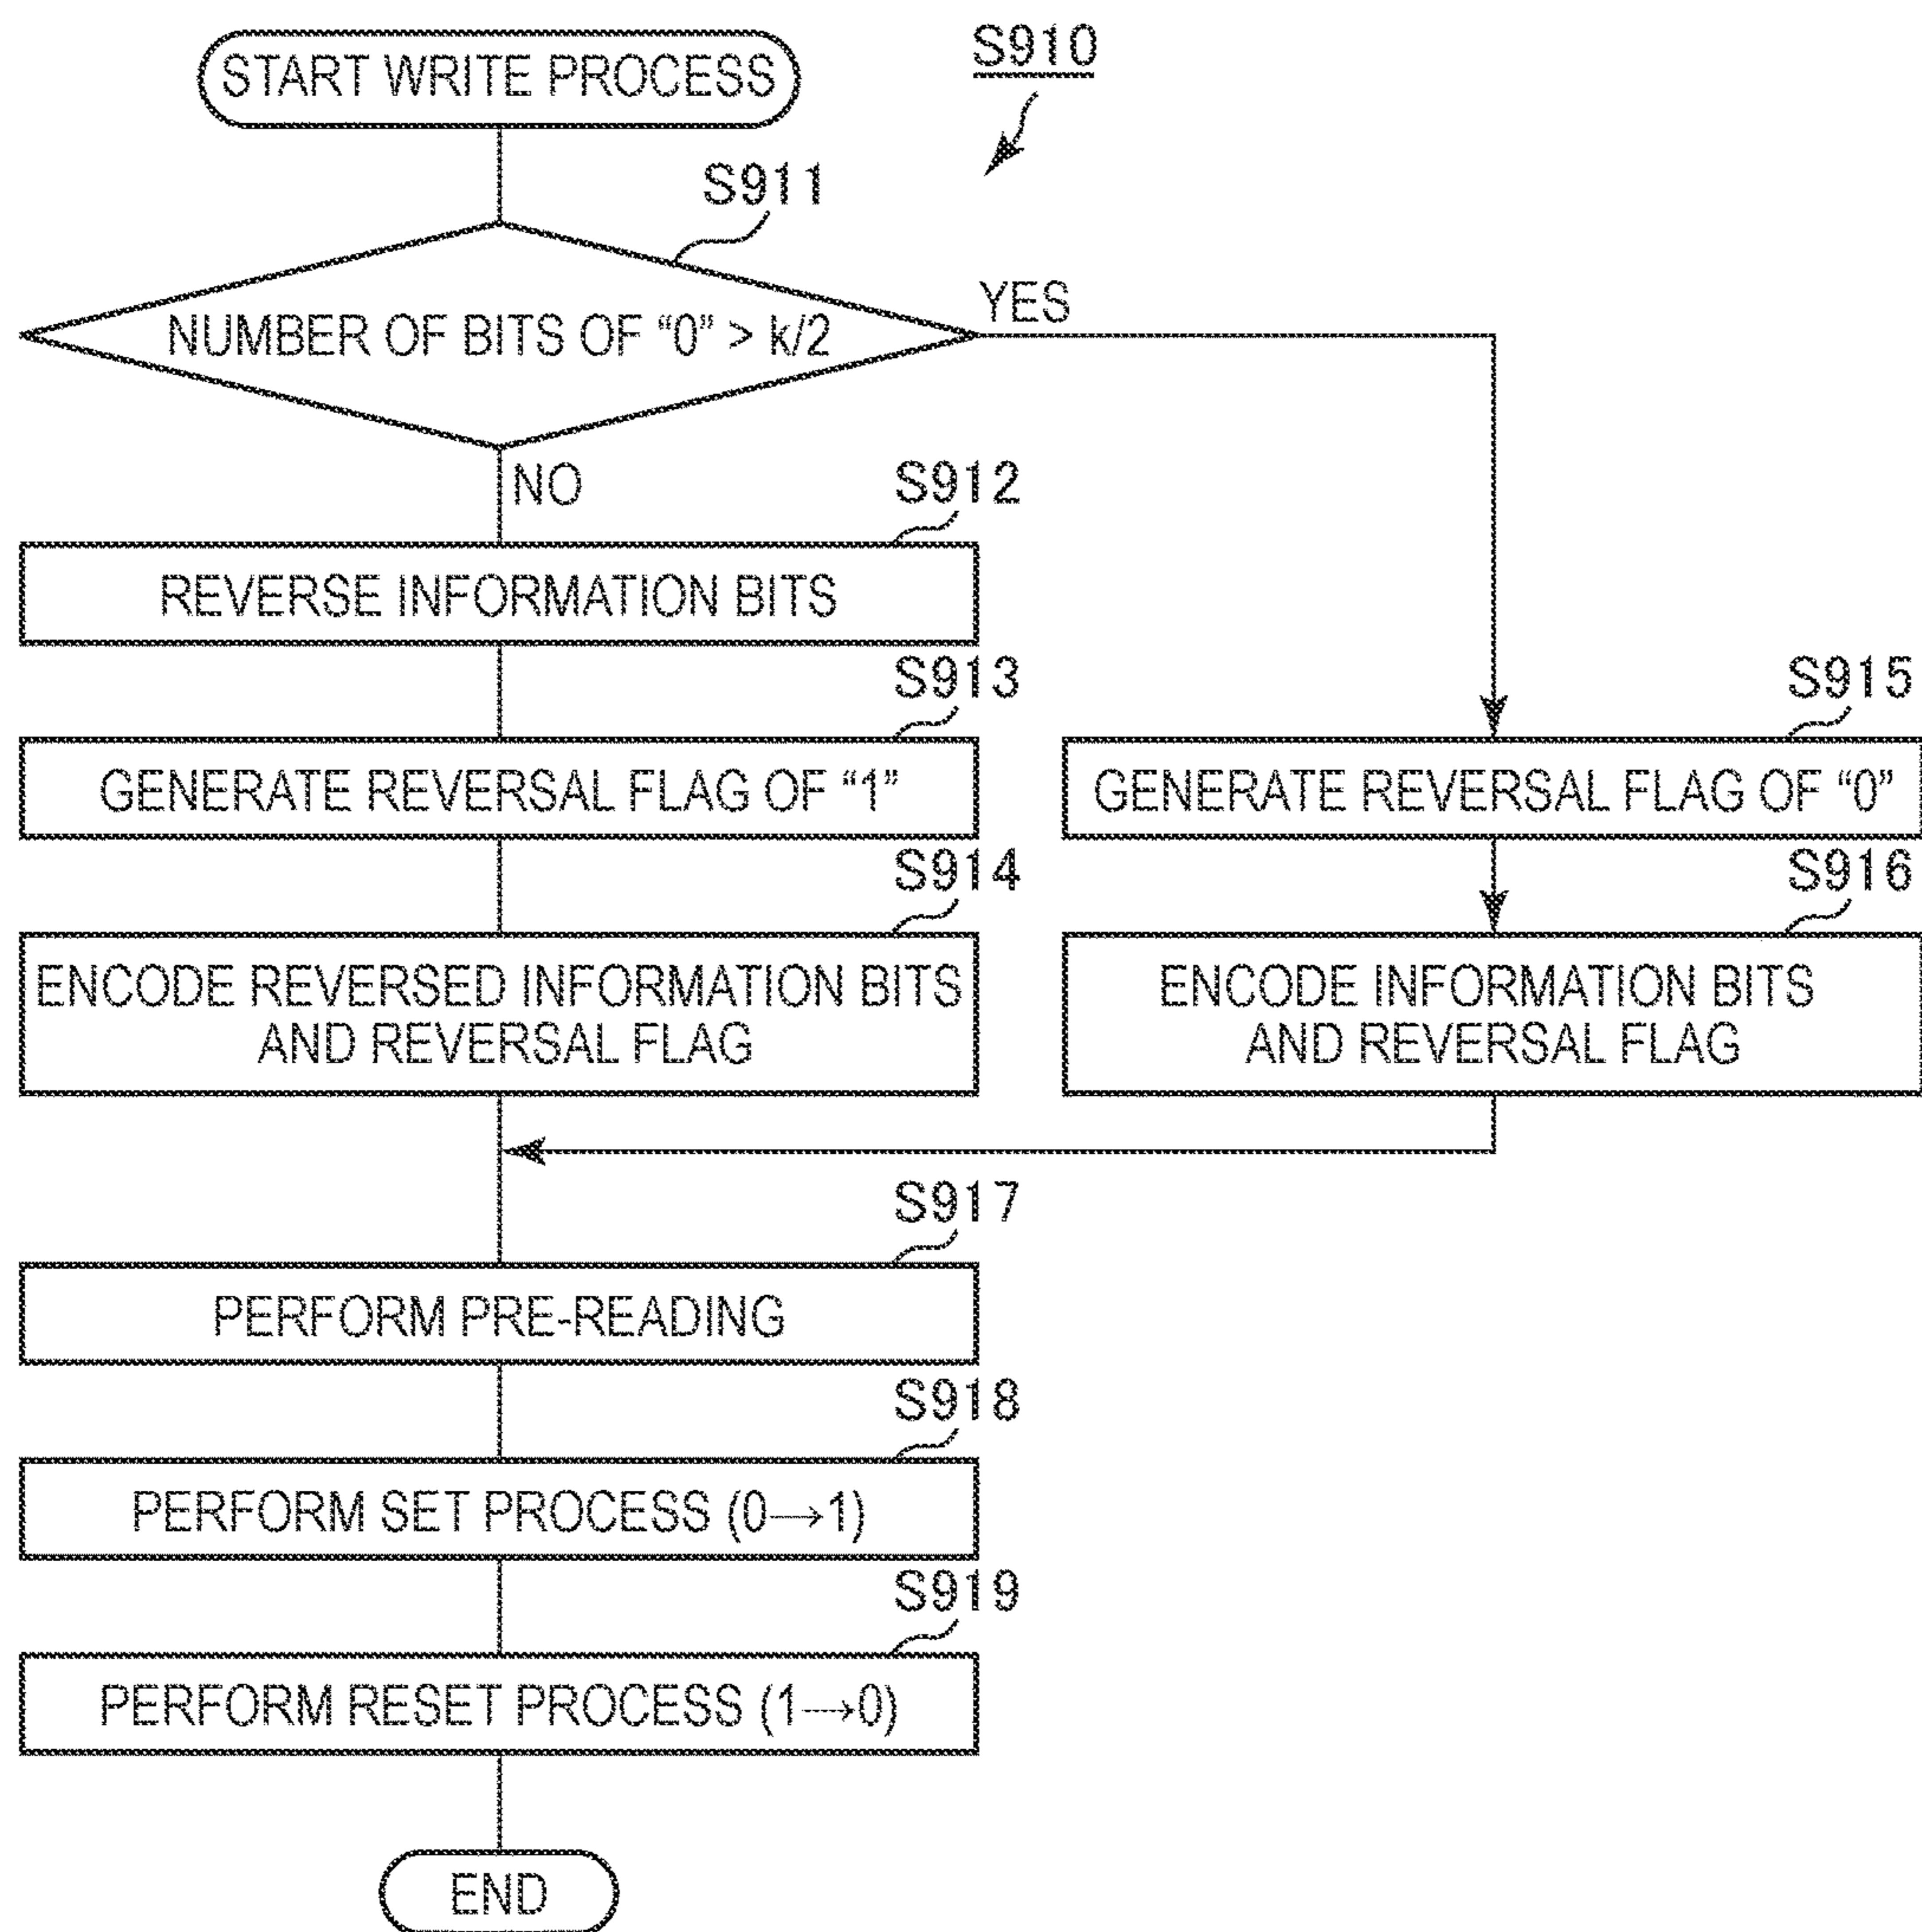 START WRITE PROCESS
S910
S911
NUMBER OF BITS OF “0” > k/2
YES
NO
S912
REVERSE INFORMATION BITS
S913
GENERATE REVERSAL FLAG OF “1”
S915
GENERATE REVERSAL FLAG OF “0”
S914
ENCODE REVERSED INFORMATION BITS
AND REVERSAL FLAG
S916
ENCODE INFORMATION BITS
AND REVERSAL FLAG
S917
PERFORM PRE-READING
S918
PERFORM SET PROCESS (0→1)
S919
PERFORM RESET PROCESS (1→0)
END